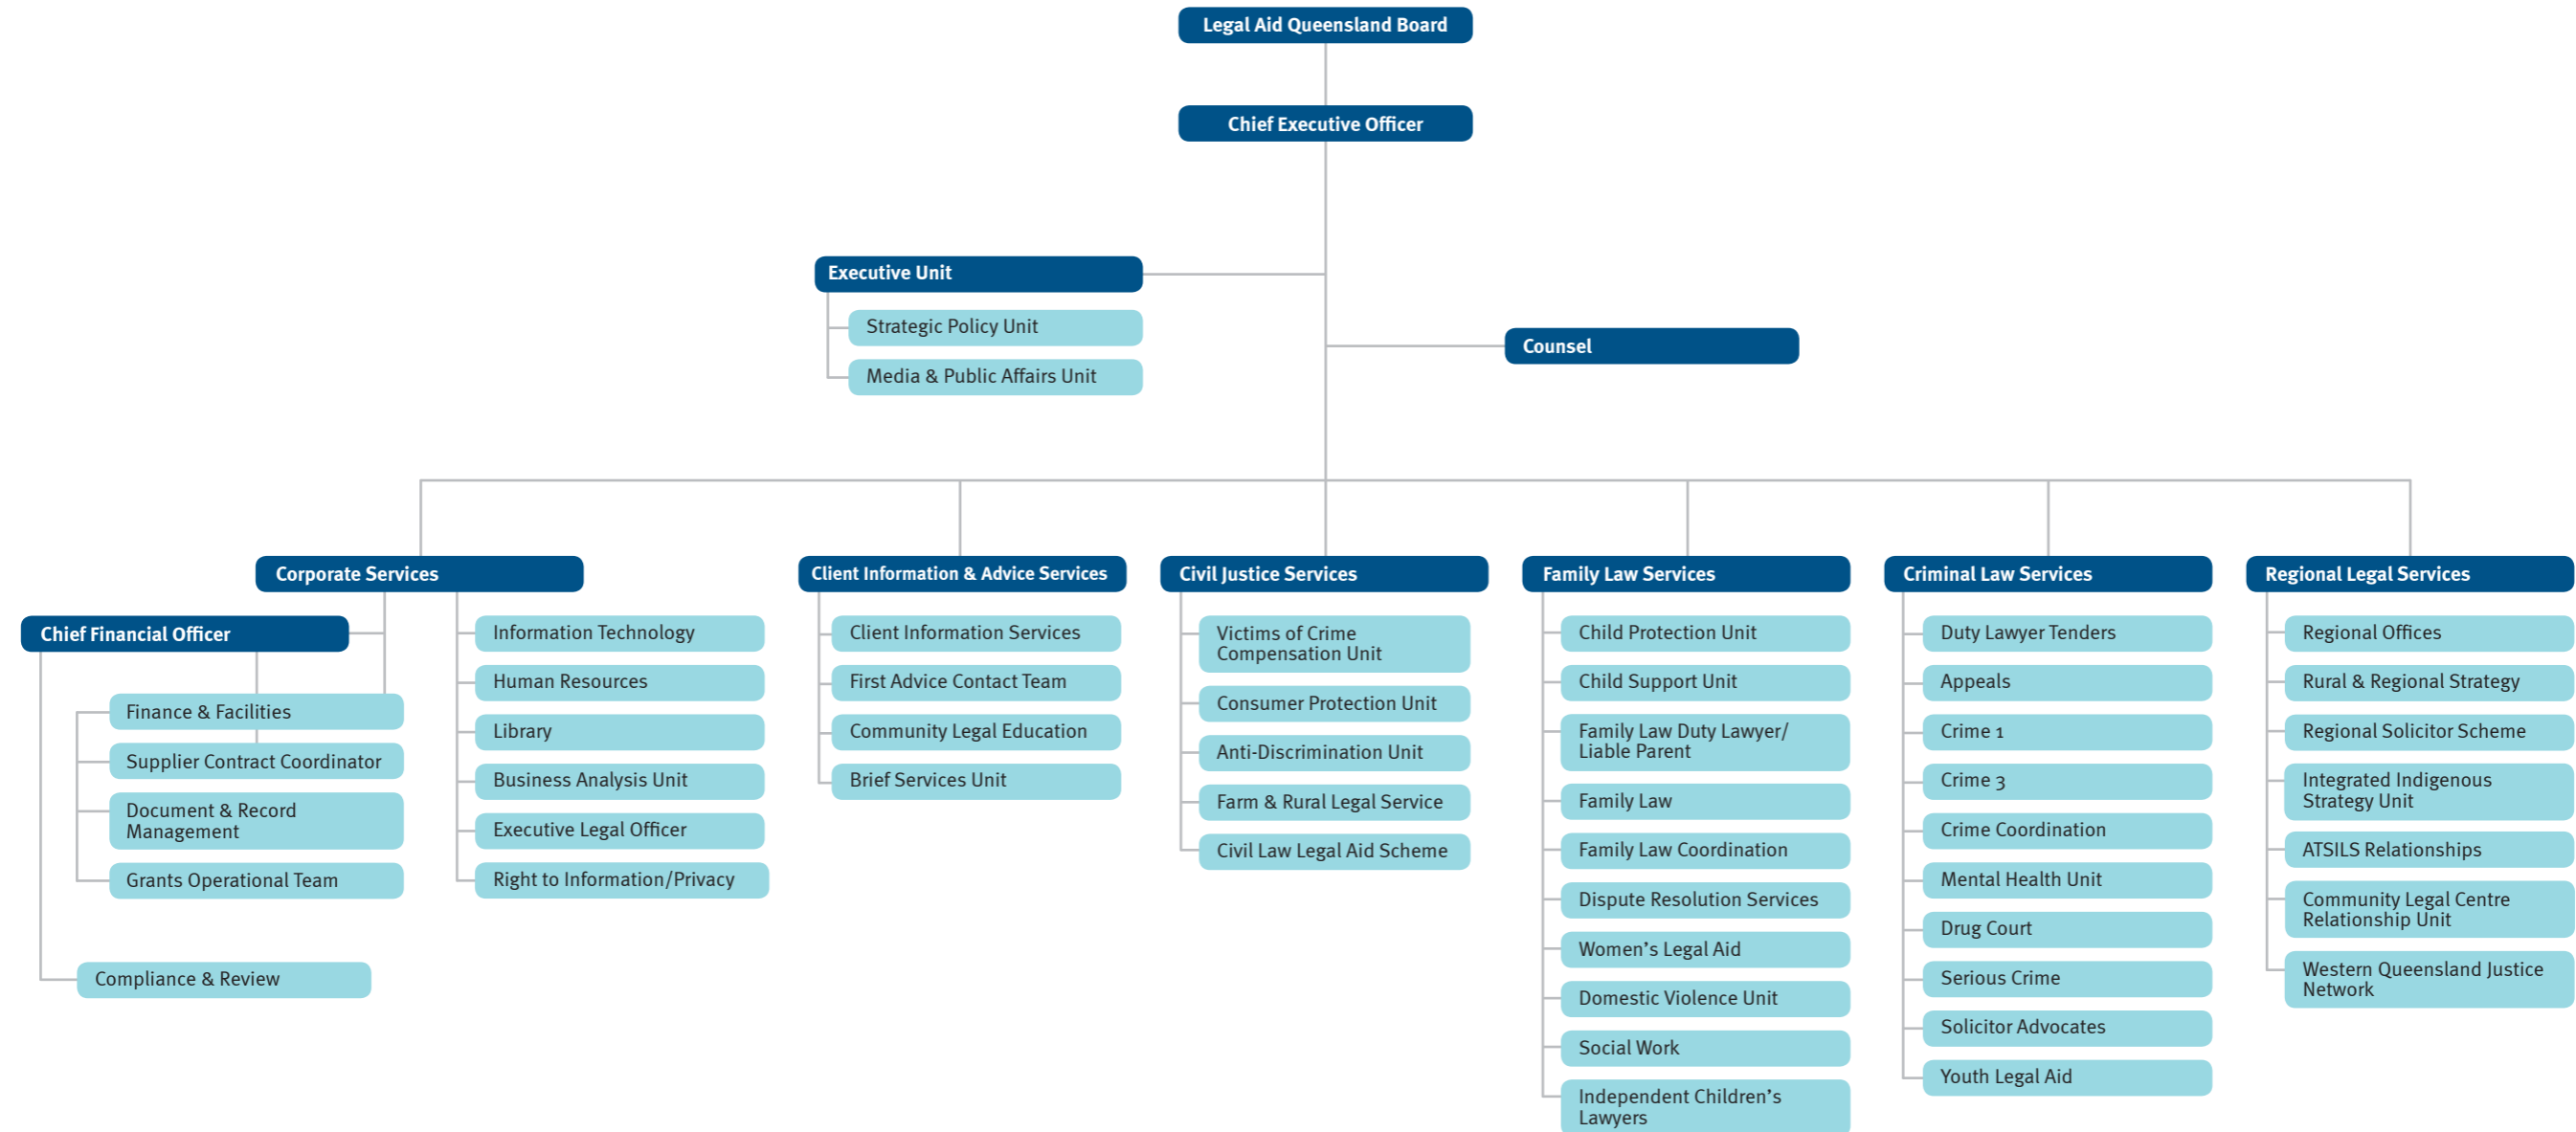 Legal Aid Queensland Board
Chief Executive Officer
Executive Unit
Strategic Policy Unit
Media & Public Affairs Unit
Counsel
Corporate Services
Chief Financial Officer
Finance & Facilities
Supplier Contract Coordinator
Document & Record
Management
Grants Operational Team
Compliance & Review
Information Technology
Human Resources
Library
Business Analysis Unit
Executive Legal Officer
Right to Information/Privacy
Client Information & Advice Services
Client Information Services
First Advice Contact Team
Community Legal Education
Brief Services Unit
Civil Justice Services
Victims of Crime
Compensation Unit
Consumer Protection Unit
Anti-Discrimination Unit
Farm & Rural Legal Service
Civil Law Legal Aid Scheme
Family Law Services
Child Protection Unit
Child Support Unit
Family Law Duty Lawyer/
Liable Parent
Family Law
Family Law Coordination
Dispute Resolution Services
Women’s Legal Aid
Domestic Violence Unit
Social Work
Independent Children’s
Lawyers
Criminal Law Services
Duty Lawyer Tenders
Appeals
Crime 1
Crime 3
Crime Coordination
Mental Health Unit
Drug Court
Serious Crime
Solicitor Advocates
Youth Legal Aid
Regional Legal Services
Regional Offices
Rural & Regional Strategy
Regional Solicitor Scheme
Integrated Indigenous
Strategy Unit
ATSILS Relationships
Community Legal Centre
Relationship Unit
Western Queensland Justice
Network